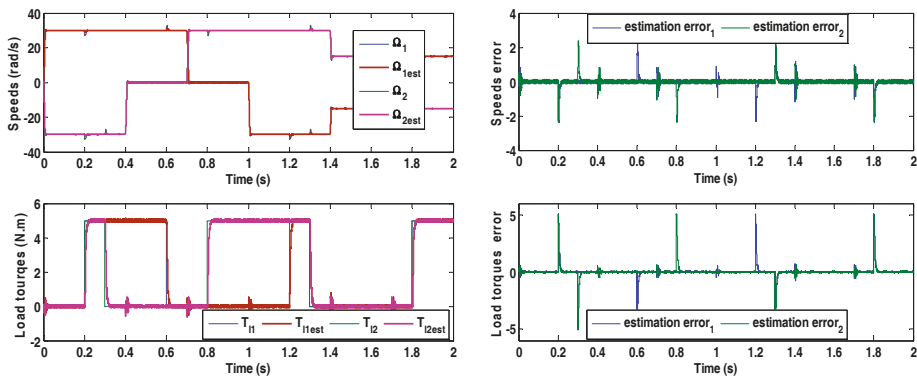 Speeds (rad/s)
40
20
0
-20
-40
0 0.2 0.4 0.6 0.8 1 1.2 1.4 1.6 1.8 2
Time (s)
Ω1
Ω1est
Ω2
Ω2est
Speeds error
4
2
0
-2
-4
0 0.2 0.4 0.6 0.8 1 1.2 1.4 1.6 1.8 2
Time (s)
estimation error1 estimation error2
Load tourqes (N.m)
6
4
2
0
-2
0 0.2 0.4 0.6 0.8 1 1.2 1.4 1.6 1.8 2
Time (s)
Tl1 Tl1est Tl2 Tl2est
Load torques error
5
0
-5
0 0.2 0.4 0.6 0.8 1 1.2 1.4 1.6 1.8 2
Time (s)
estimation error1 estimation error2